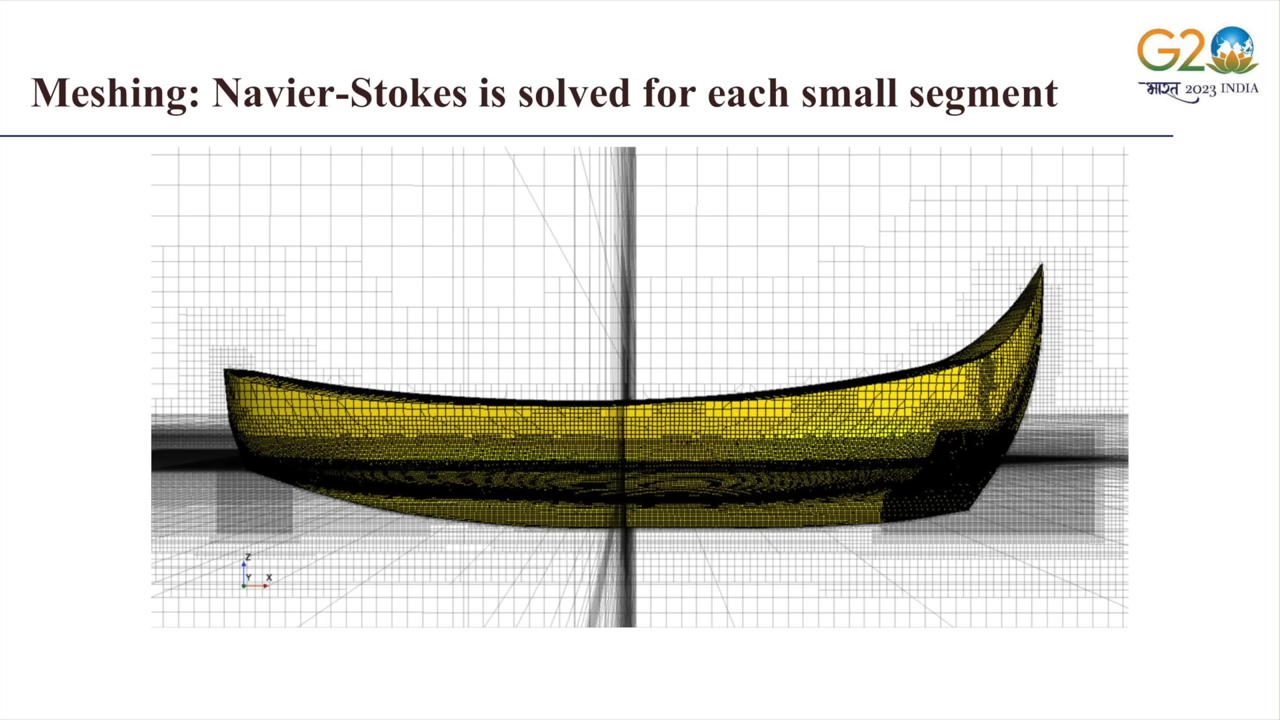 Meshing: Navier-Stokes is solved for each small segment
G20
भारत 2023 INDIA
Z
Y X